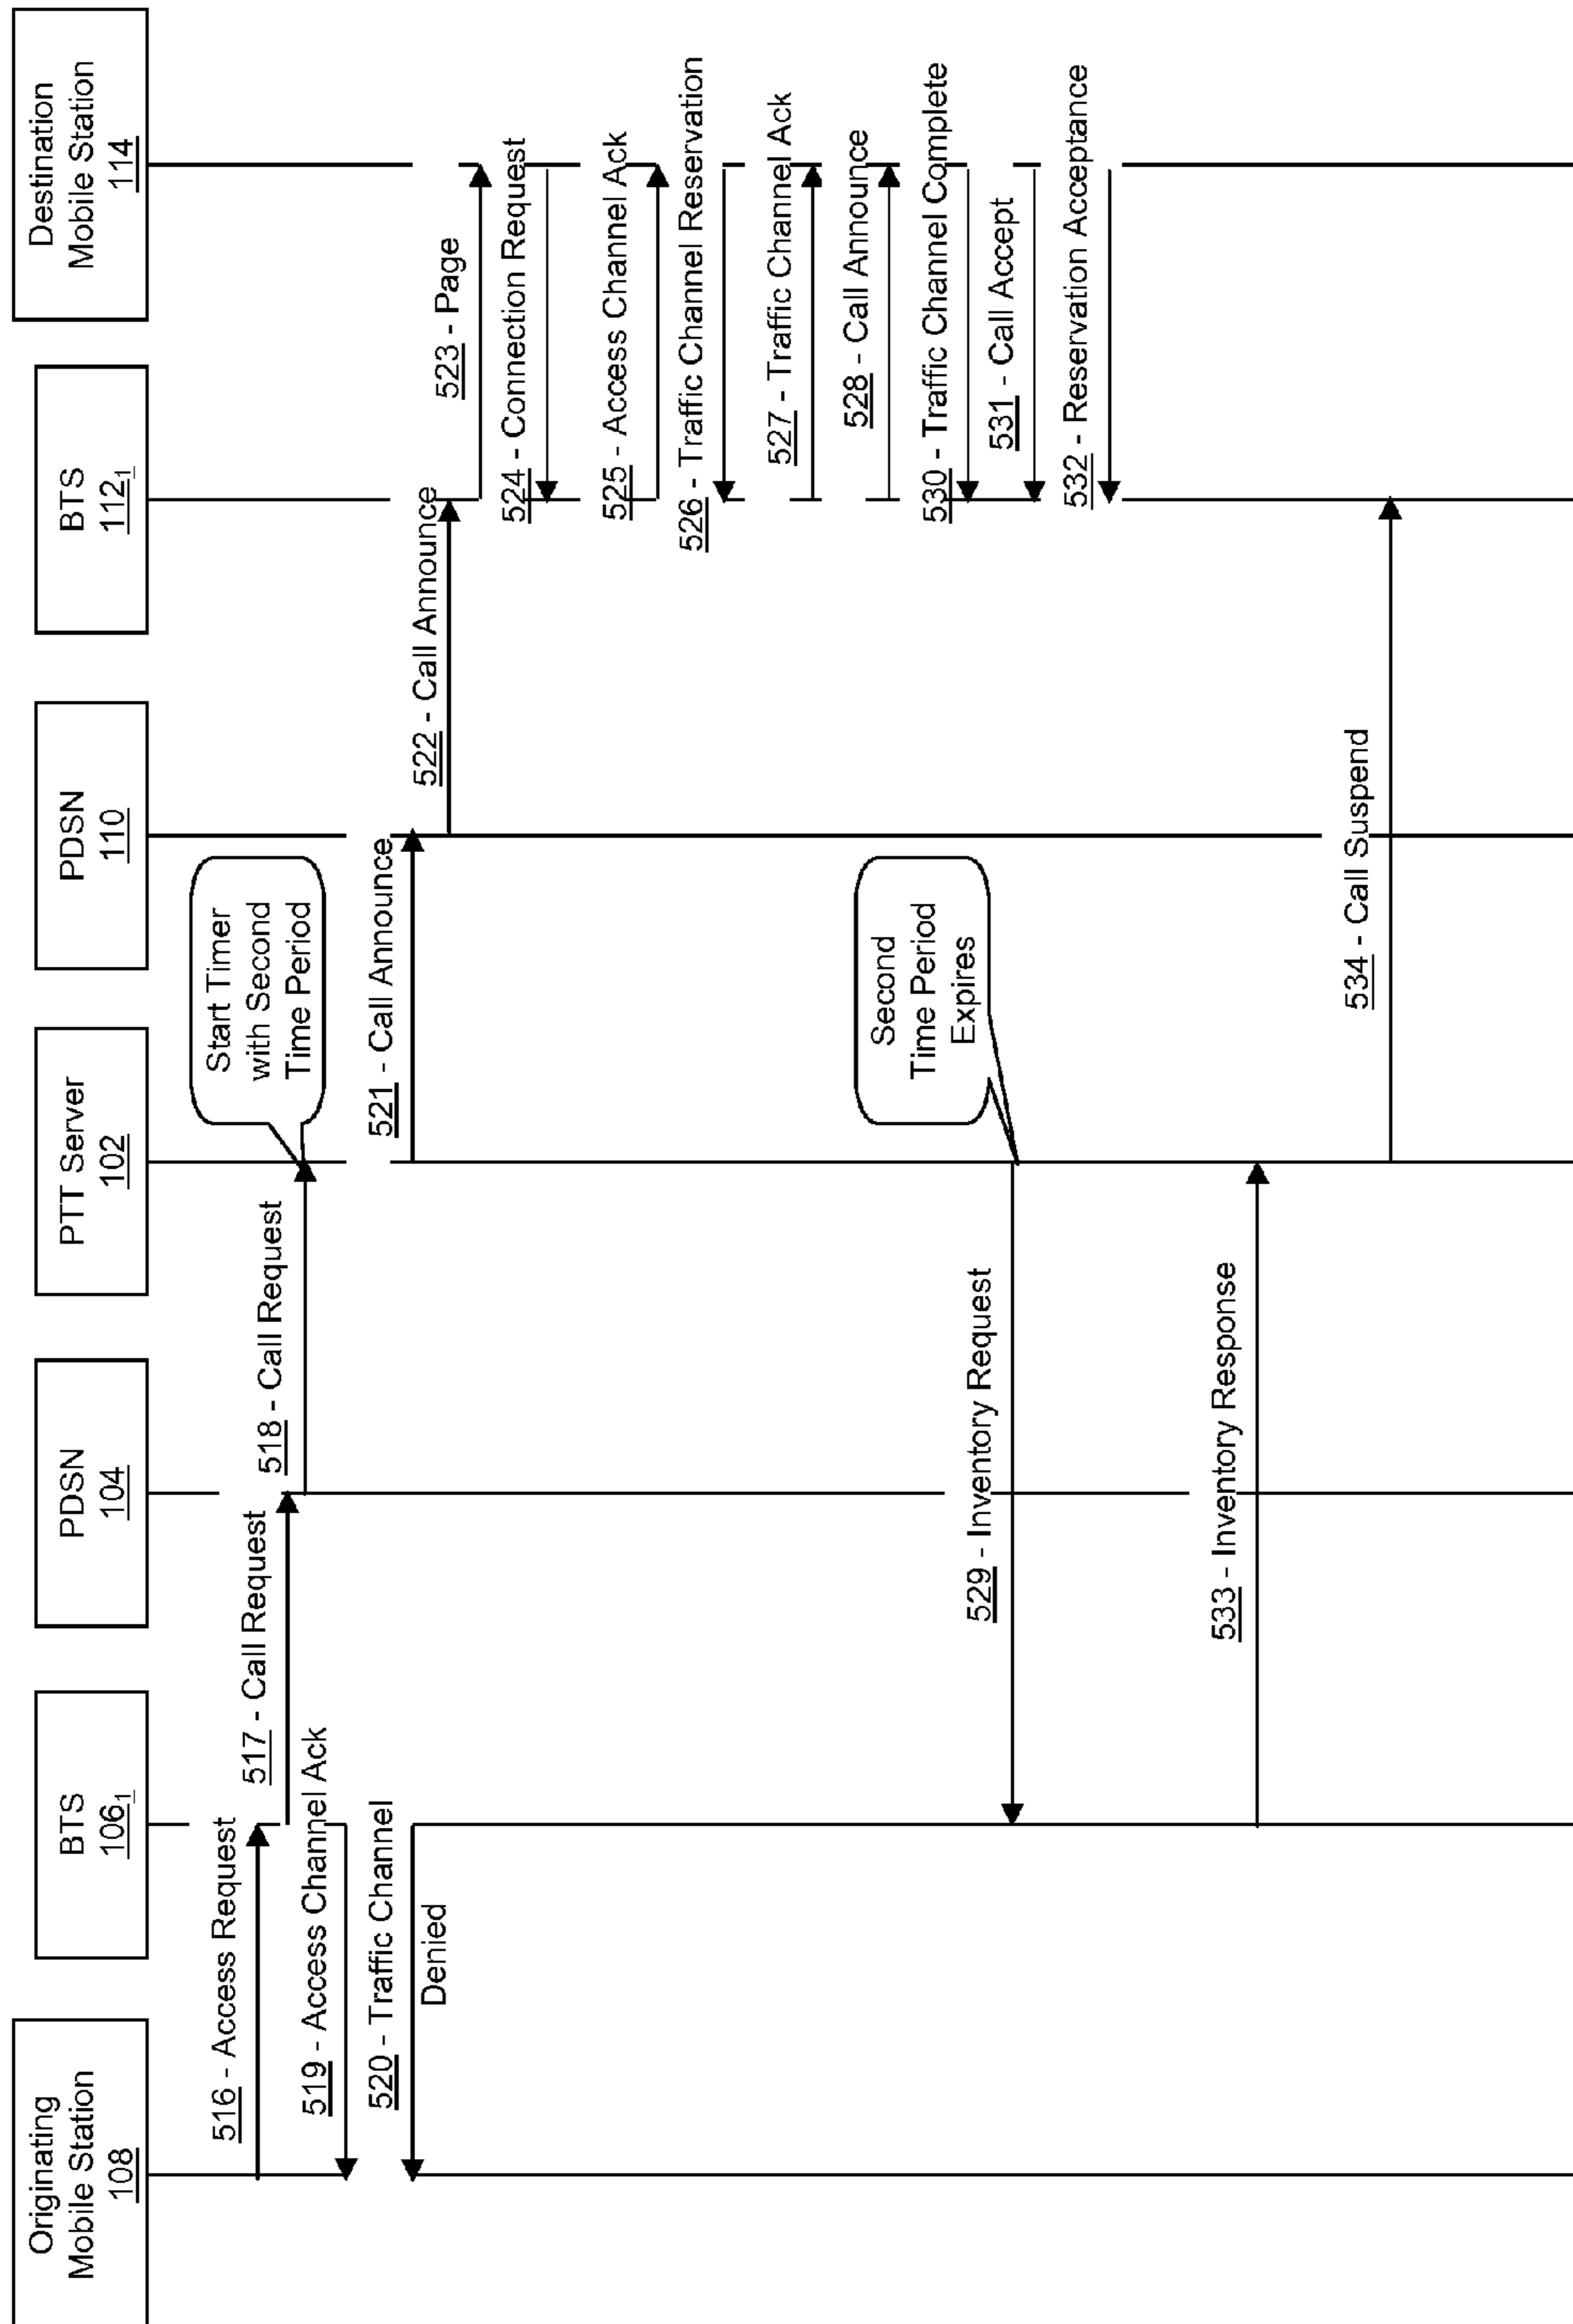 Originating
Mobile Station
108
BTS
106₁
PDSN
104
PTT Server
102
PDSN
110
BTS
112₁
Destination
Mobile Station
114
516 - Access Request
517 - Call Request
518 - Call Request
Start Timer
with Second
Time Period
519 - Access Channel Ack
520 - Traffic Channel
Denied
521 - Call Announce
522 - Call Announce
523 - Page
524 - Connection Request
525 - Access Channel Ack
526 - Traffic Channel Reservation
527 - Traffic Channel Ack
528 - Call Announce
Second
Time Period
Expires
529 - Inventory Request
530 - Traffic Channel Complete
531 - Call Accept
532 - Reservation Acceptance
533 - Inventory Response
534 - Call Suspend